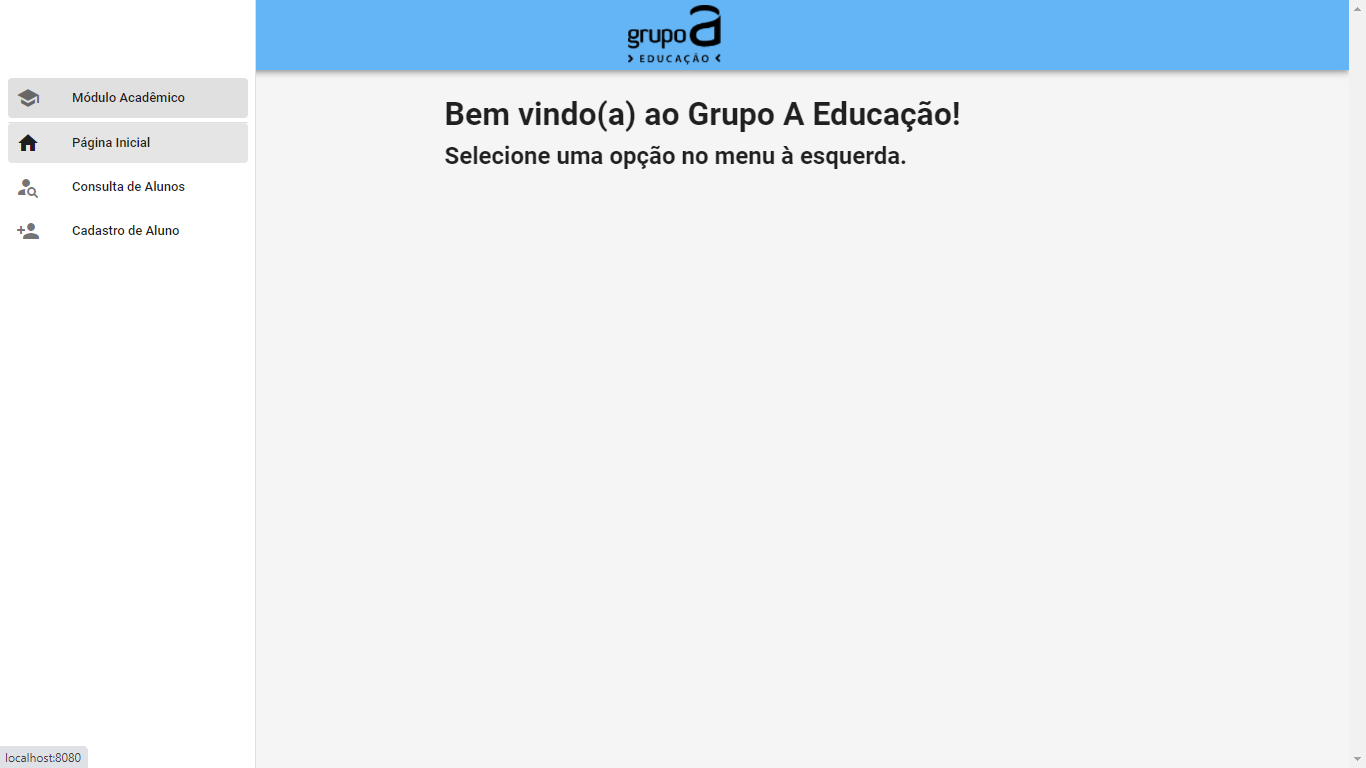 grupo a
> EDUCAÇÃO <
Módulo Acadêmico
Página Inicial
Consulta de Alunos
Cadastro de Aluno
Bem vindo(a) ao Grupo A Educação!
Selecione uma opção no menu à esquerda.
localhost:8080